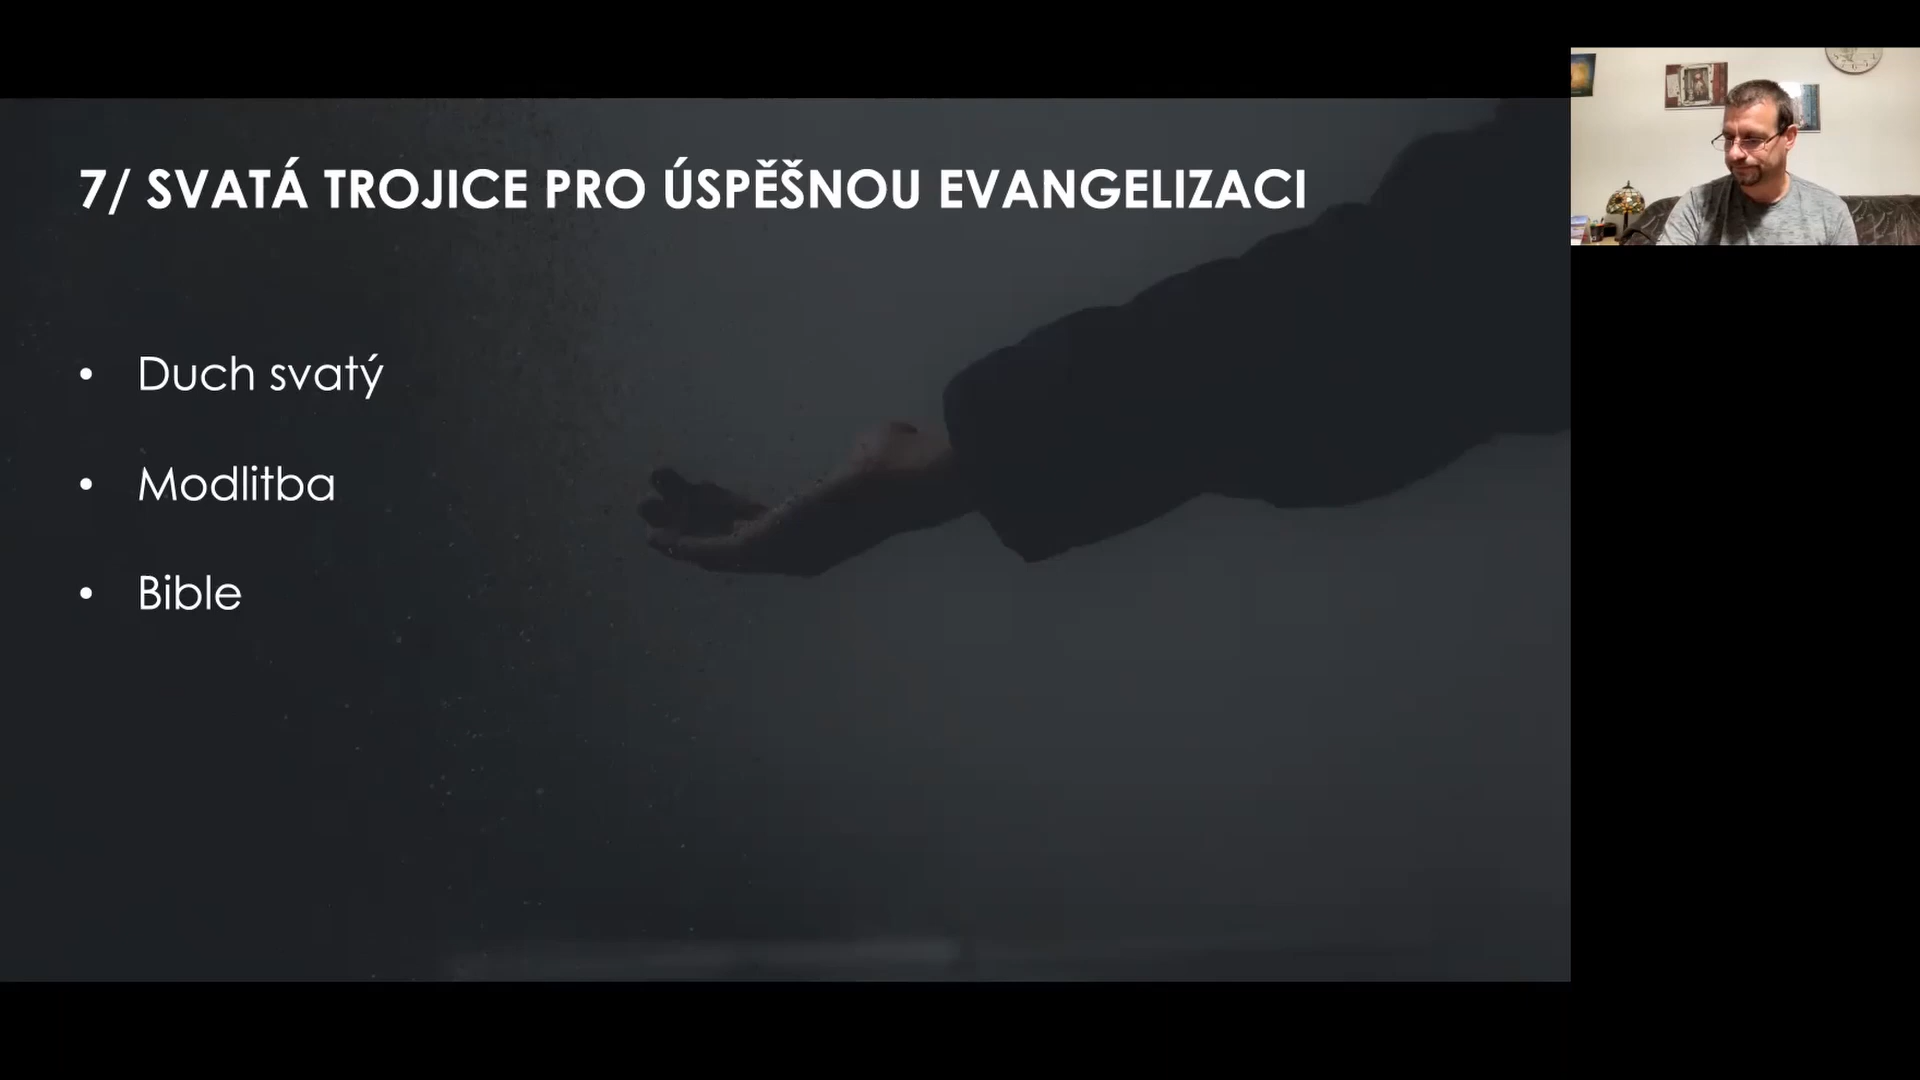 7/ SVATÁ TROJICE PRO ÚSPĚŠNOU EVANGELIZACI
• Duch svatý
• Modlitba
• Bible